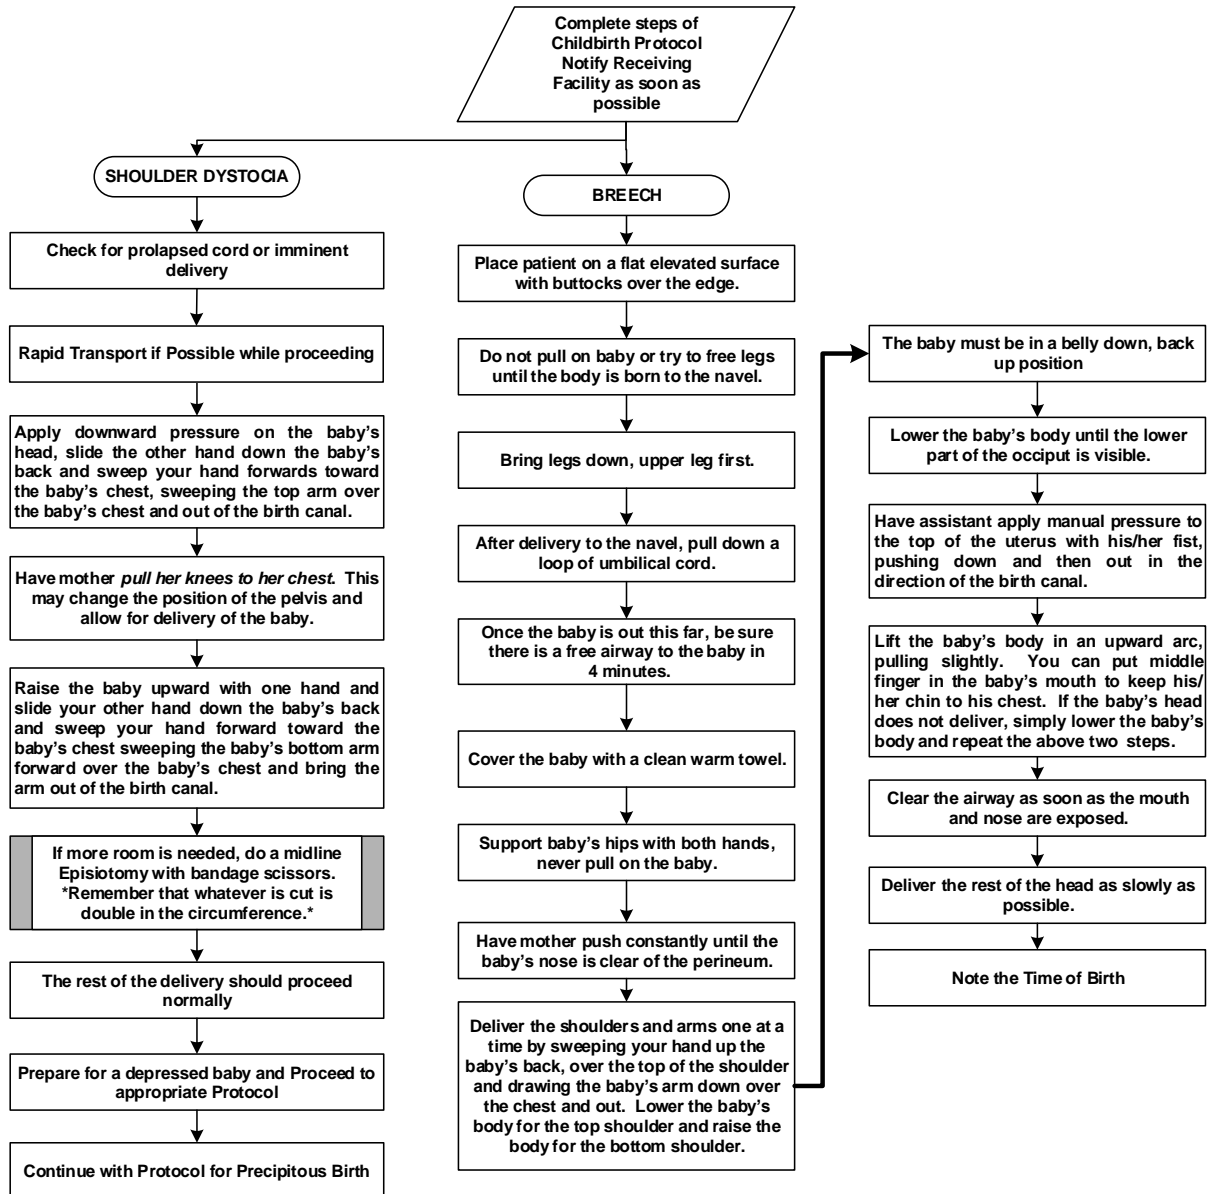 Complete steps of
Childbirth Protocol
Notify Receiving
Facility as soon as
possible
SHOULDER DYSTOCIA
Check for prolapsed cord or imminent
delivery
Rapid Transport if Possible while proceeding
Apply downward pressure on the baby's
head, slide the other hand down the baby's
back and sweep your hand forwards toward
the baby's chest, sweeping the top arm over
the baby's chest and out of the birth canal.
Have mother pull her knees to her chest. This
may change the position of the pelvis and
allow for delivery of the baby.
Raise the baby upward with one hand and
slide your other hand down the baby's back
and sweep your hand forward toward the
baby's chest sweeping the baby's bottom arm
forward over the baby's chest and bring the
arm out of the birth canal.
If more room is needed, do a midline
Episiotomy with bandage scissors.
*Remember that whatever is cut is
double in the circumference.*
The rest of the delivery should proceed
normally
Prepare for a depressed baby and Proceed to
appropriate Protocol
Continue with Protocol for Precipitous Birth
BREECH
Place patient on a flat elevated surface
with buttocks over the edge.
Do not pull on baby or try to free legs
until the body is born to the navel.
Bring legs down, upper leg first.
After delivery to the navel, pull down a
loop of umbilical cord.
Once the baby is out this far, be sure
there is a free airway to the baby in
4 minutes.
Cover the baby with a clean warm towel.
Support baby's hips with both hands,
never pull on the baby.
Have mother push constantly until the
baby's nose is clear of the perineum.
Deliver the shoulders and arms one at a
time by sweeping your hand up the
baby's back, over the top of the shoulder
and drawing the baby's arm down over
the chest and out. Lower the baby's
body for the top shoulder and raise the
body for the bottom shoulder.
The baby must be in a belly down, back
up position
Lower the baby's body until the lower
part of the occiput is visible.
Have assistant apply manual pressure to
the top of the uterus with his/her fist,
pushing down and then out in the
direction of the birth canal.
Lift the baby's body in an upward arc,
pulling slightly. You can put middle
finger in the baby's mouth to keep his/
her chin to his chest. If the baby's head
does not deliver, simply lower the baby's
body and repeat the above two steps.
Clear the airway as soon as the mouth
and nose are exposed.
Deliver the rest of the head as slowly as
possible.
Note the Time of Birth